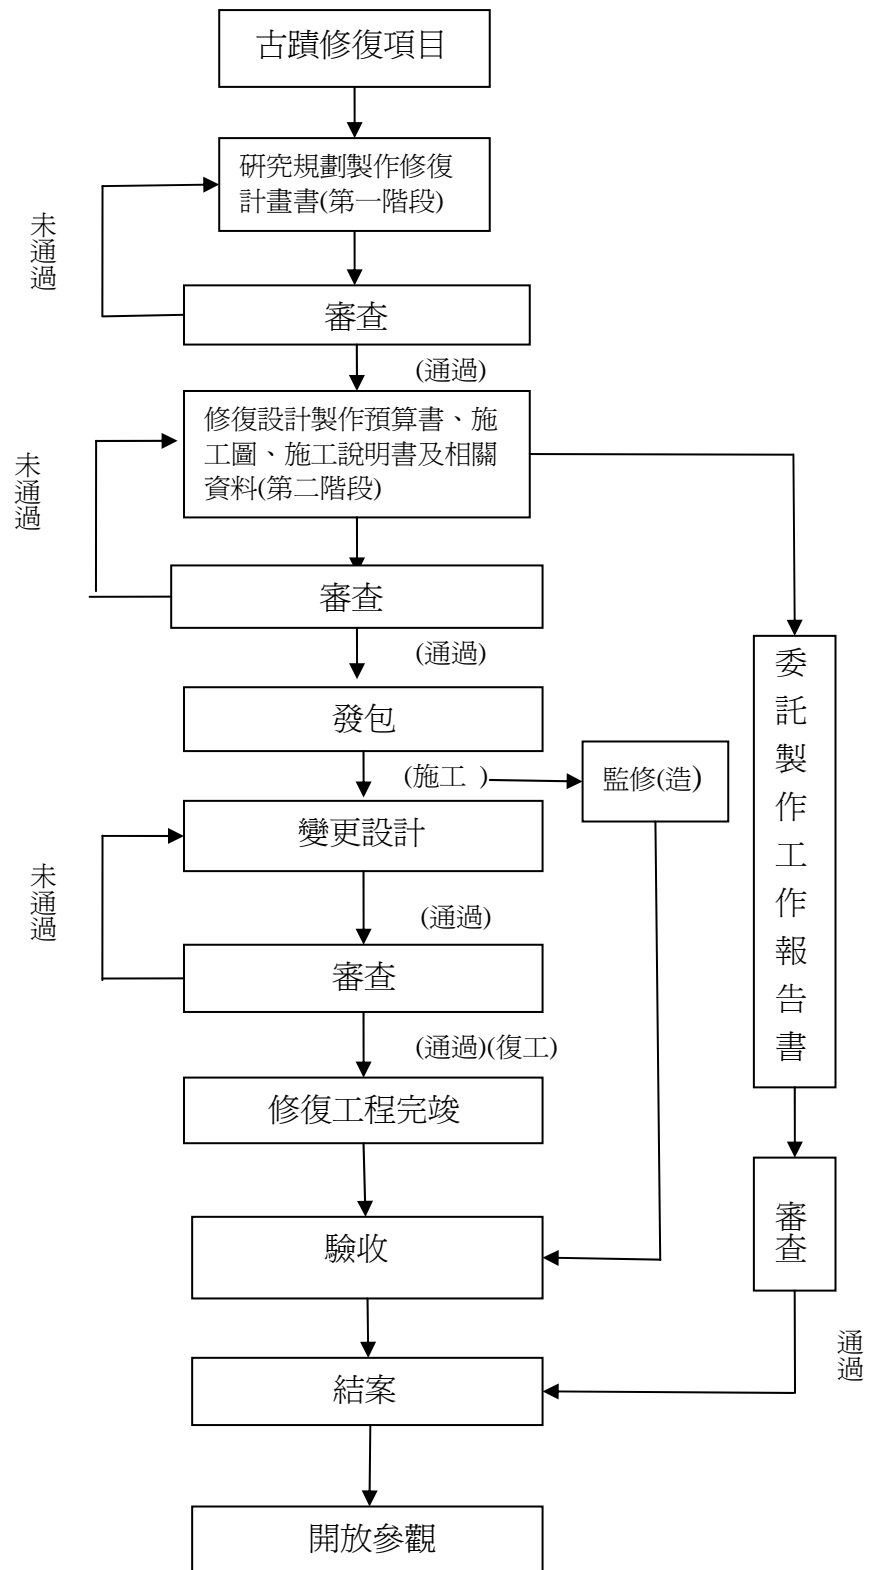 古蹟修復項目
研究規劃製作修復
計畫書(第一階段)
未通過
審查
(通過)
修復設計製作預算書、施
工圖、施工說明書及相關
資料(第二階段)
未通過
審查
(通過)
發包
(施工 )
監修(造)
委託製作工作報告書
變更設計
未通過
(通過)
審查
(通過)(復工)
修復工程完竣
審查
驗收
通過
結案
開放參觀